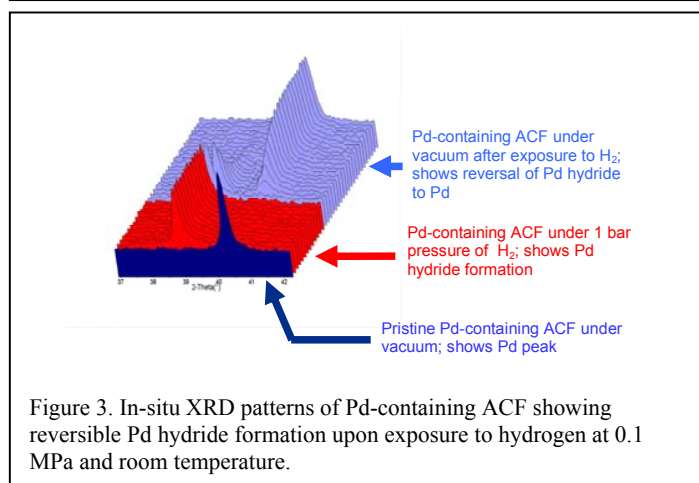 Pd-containing ACF under
vacuum after exposure to H₂;
shows reversal of Pd hydride
to Pd
Pd-containing ACF under 1 bar
pressure of H₂; shows Pd
hydride formation
37 38 39 40 41 42
2-Theta(°)
Pristine Pd-containing ACF under
vacuum; shows Pd peak
Figure 3. In-situ XRD patterns of Pd-containing ACF showing
reversible Pd hydride formation upon exposure to hydrogen at 0.1
MPa and room temperature.